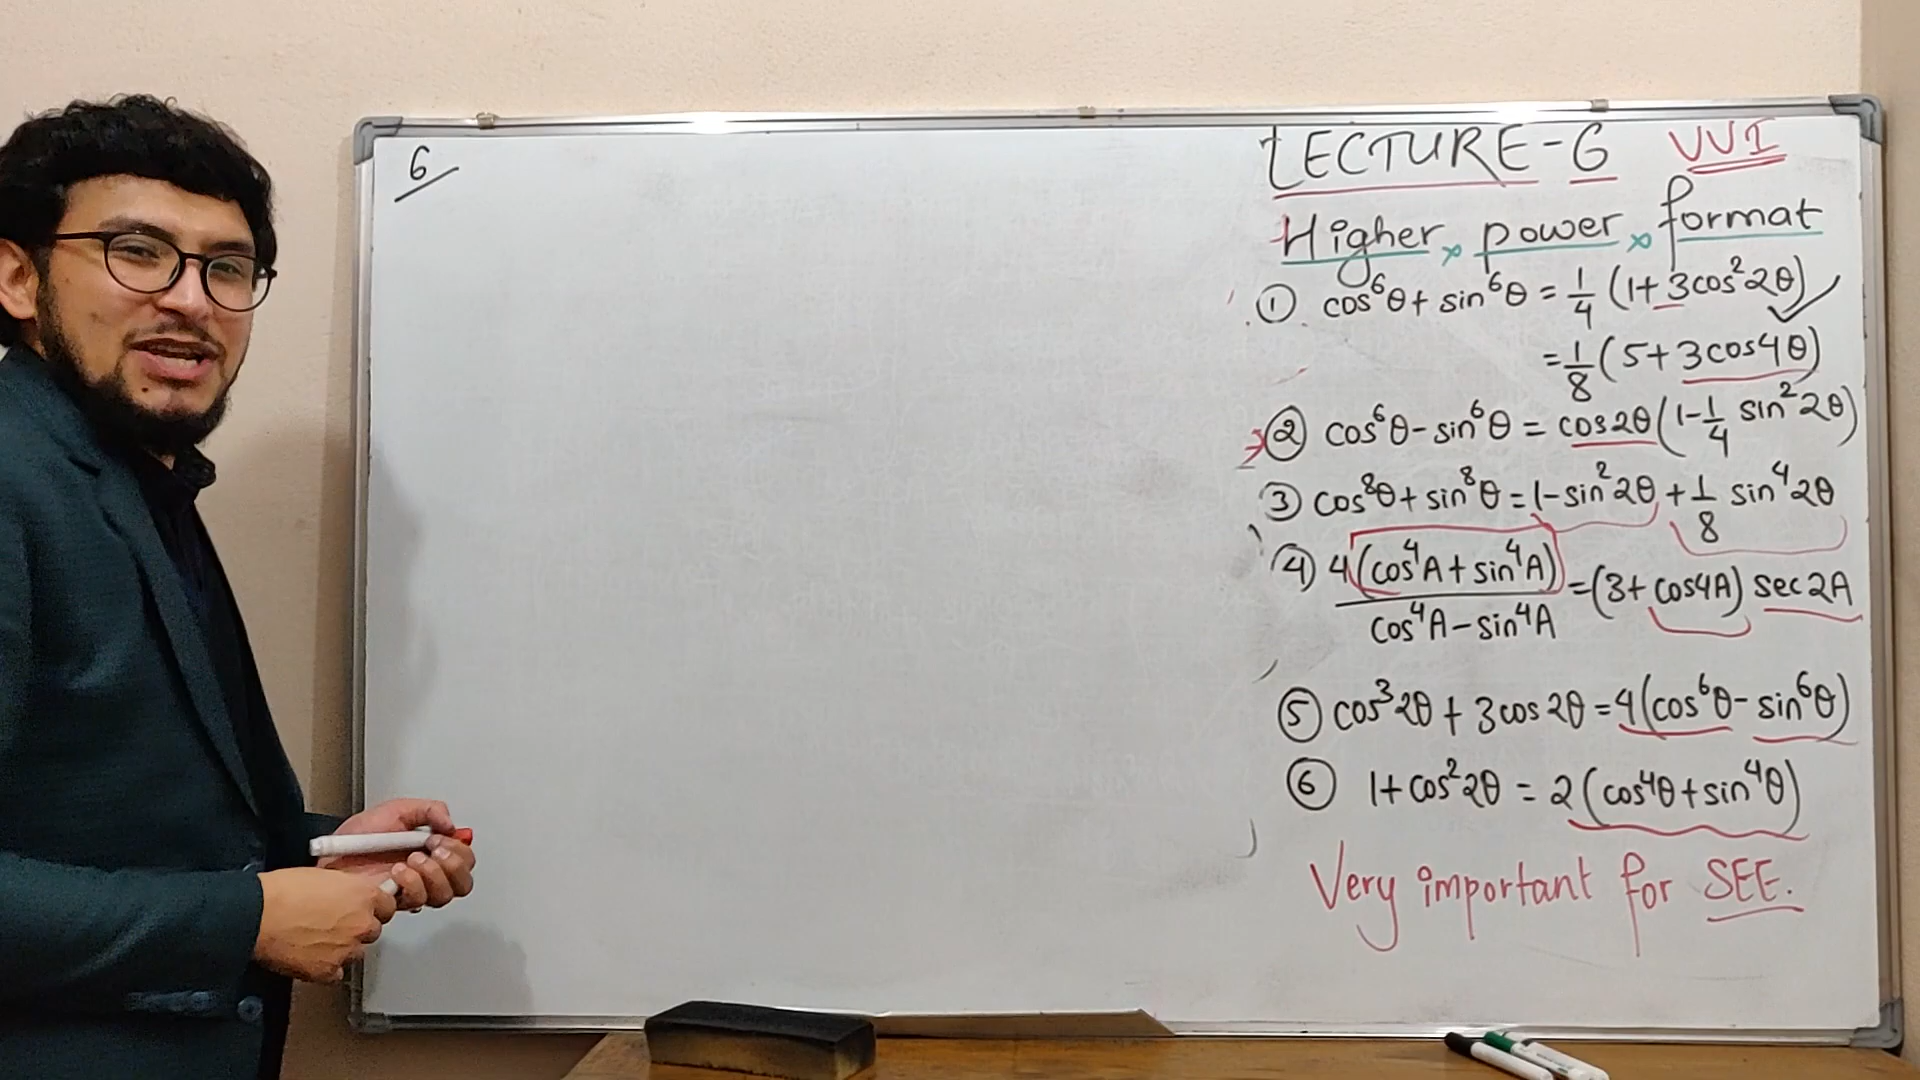 6
LECTURE-6 VVI
Higher power format
① cos⁶θ + sin⁶θ = 1/4 (1+3cos²2θ)
= 1/8 (5+3cos4θ)
② cos⁶θ - sin⁶θ = cos2θ (1-1/4 sin²2θ)
③ cos⁸θ + sin⁸θ = 1-sin²2θ + 1/8 sin⁴2θ
④ 4(cos⁴A + sin⁴A)/cos⁴A - sin⁴A = (3+cos4A) sec2A
⑤ cos³2θ + 3cos2θ = 4(cos⁶θ - sin⁶θ)
⑥ 1+cos²2θ = 2(cos⁴θ + sin⁴θ)
Very important for SEE.